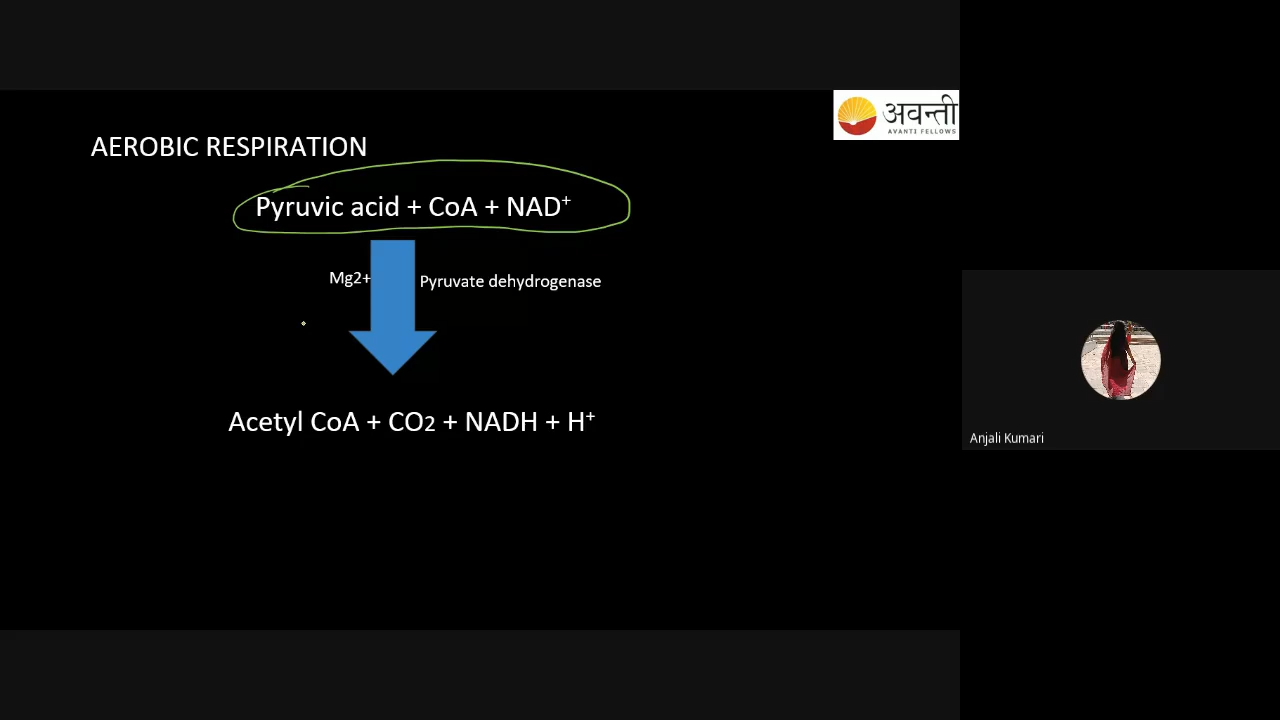 अवन्ती
AVANTI FELLOWS
AEROBIC RESPIRATION
Pyruvic acid + CoA + NAD⁺
Mg2+
Pyruvate dehydrogenase
Acetyl CoA + CO2 + NADH + H⁺
Anjali Kumari